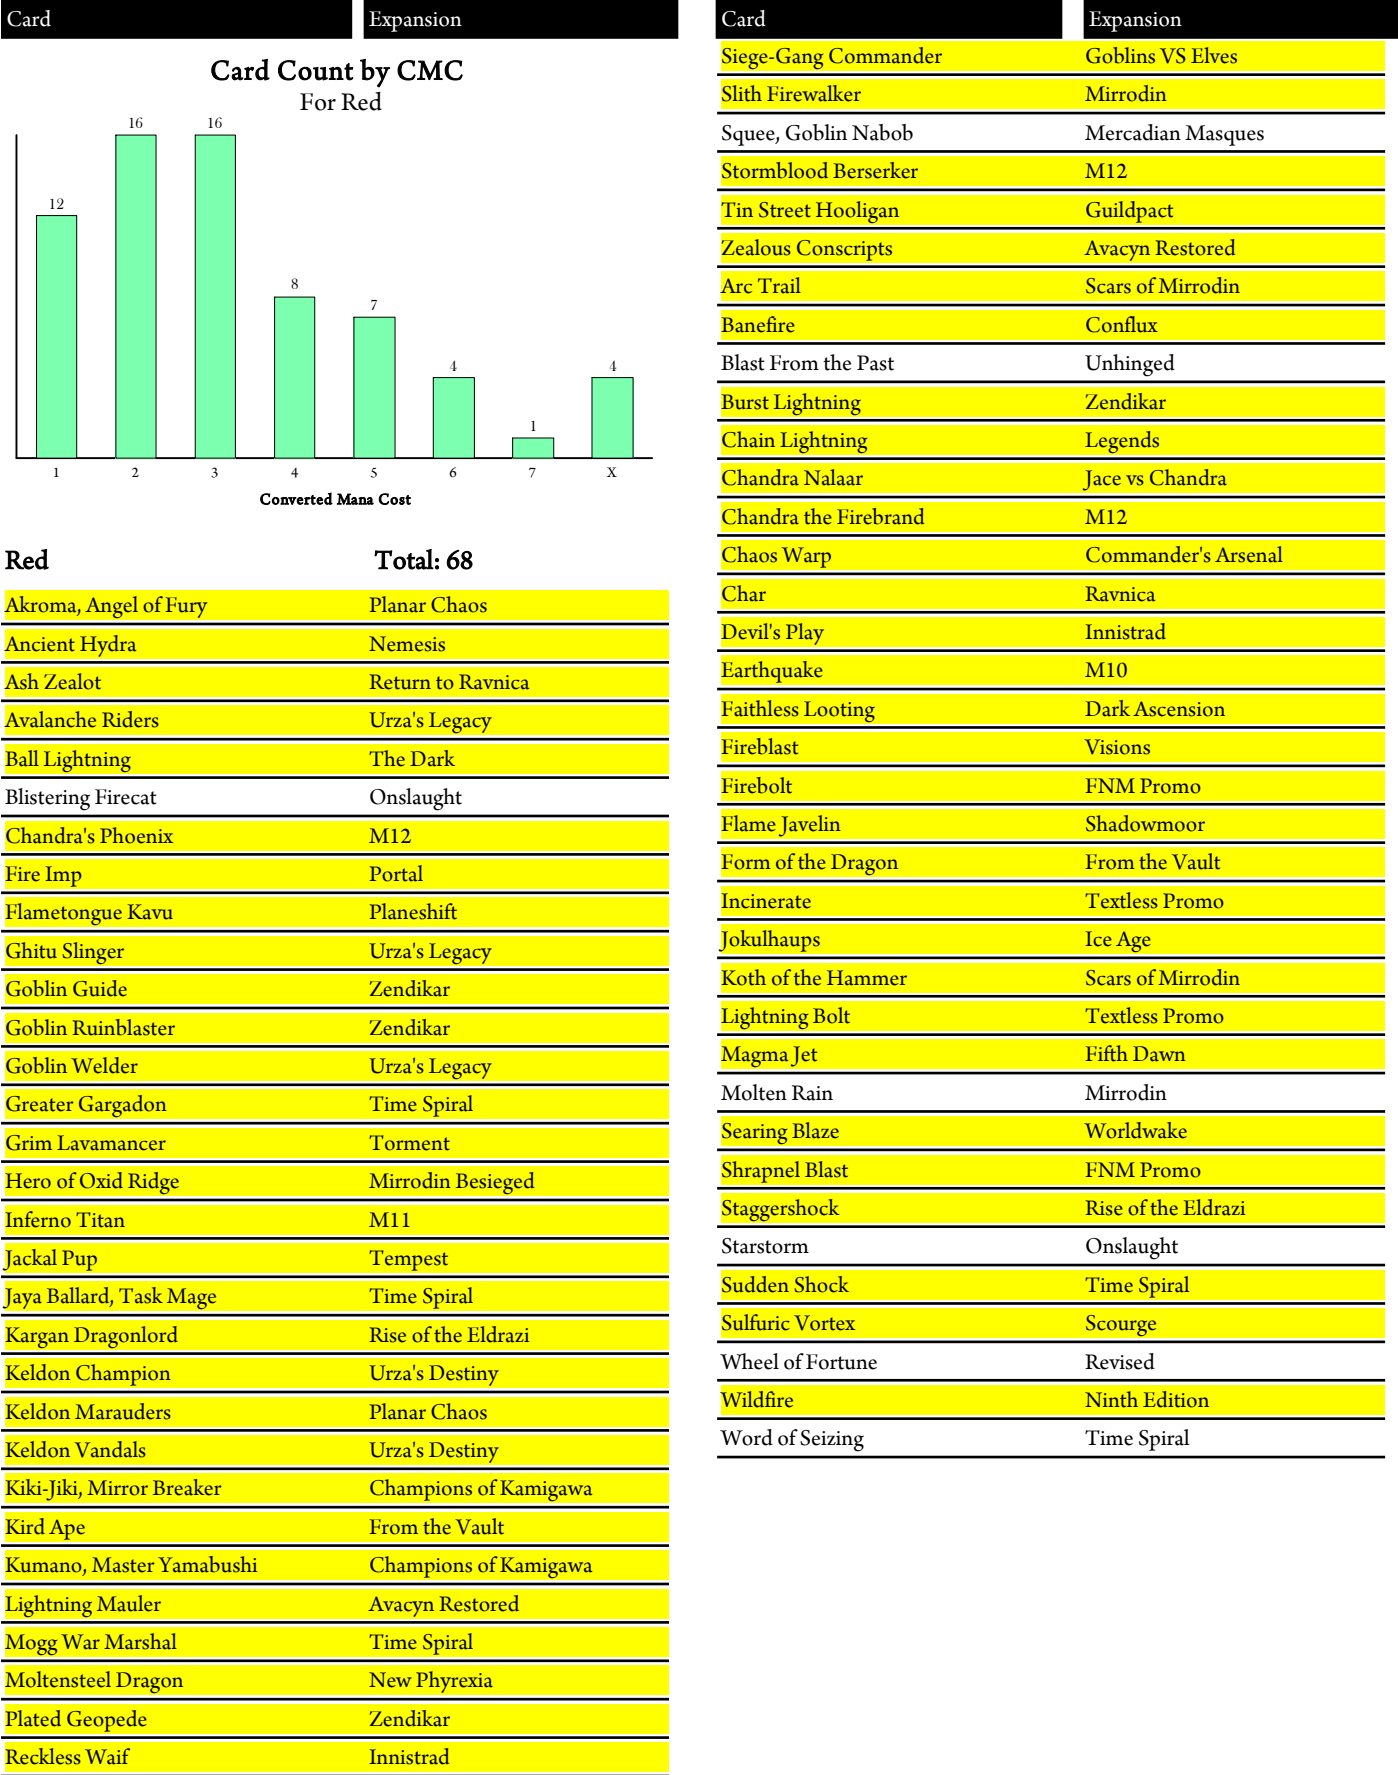 Card Expansion
Card Count by CMC
For Red
16 16
12
8
7
4 4
1
1 2 3 4 5 6 7 X
Converted Mana Cost
Red Total: 68
Akroma, Angel of Fury Planar Chaos
Ancient Hydra Nemesis
Ash Zealot Return to Ravnica
Avalanche Riders Urza's Legacy
Ball Lightning The Dark
Blistering Firecat Onslaught
Chandra's Phoenix M12
Fire Imp Portal
Flametongue Kavu Planeshift
Ghitu Slinger Urza's Legacy
Goblin Guide Zendikar
Goblin Ruinblaster Zendikar
Goblin Welder Urza's Legacy
Greater Gargadon Time Spiral
Grim Lavamancer Torment
Hero of Oxid Ridge Mirrodin Besieged
Inferno Titan M11
Jackal Pup Tempest
Jaya Ballard, Task Mage Time Spiral
Kargan Dragonlord Rise of the Eldrazi
Keldon Champion Urza's Destiny
Keldon Marauders Planar Chaos
Keldon Vandals Urza's Destiny
Kiki-Jiki, Mirror Breaker Champions of Kamigawa
Kird Ape From the Vault
Kumano, Master Yamabushi Champions of Kamigawa
Lightning Mauler Avacyn Restored
Mogg War Marshal Time Spiral
Moltensteel Dragon New Phyrexia
Plated Geopede Zendikar
Reckless Waif Innistrad
Card Expansion
Siege-Gang Commander Goblins VS Elves
Slith Firewalker Mirrodin
Squee, Goblin Nabob Mercadian Masques
Stormblood Berserker M12
Tin Street Hooligan Guildpact
Zealous Conscripts Avacyn Restored
Arc Trail Scars of Mirrodin
Banefire Conflux
Blast From the Past Unhinged
Burst Lightning Zendikar
Chain Lightning Legends
Chandra Nalaar Jace vs Chandra
Chandra the Firebrand M12
Chaos Warp Commander's Arsenal
Char Ravnica
Devil's Play Innistrad
Earthquake M10
Faithless Looting Dark Ascension
Fireblast Visions
Firebolt FNM Promo
Flame Javelin Shadowmoor
Form of the Dragon From the Vault
Incinerate Textless Promo
Jokulhaups Ice Age
Koth of the Hammer Scars of Mirrodin
Lightning Bolt Textless Promo
Magma Jet Fifth Dawn
Molten Rain Mirrodin
Searing Blaze Worldwake
Shrapnel Blast FNM Promo
Staggershock Rise of the Eldrazi
Starstorm Onslaught
Sudden Shock Time Spiral
Sulfuric Vortex Scourge
Wheel of Fortune Revised
Wildfire Ninth Edition
Word of Seizing Time Spiral